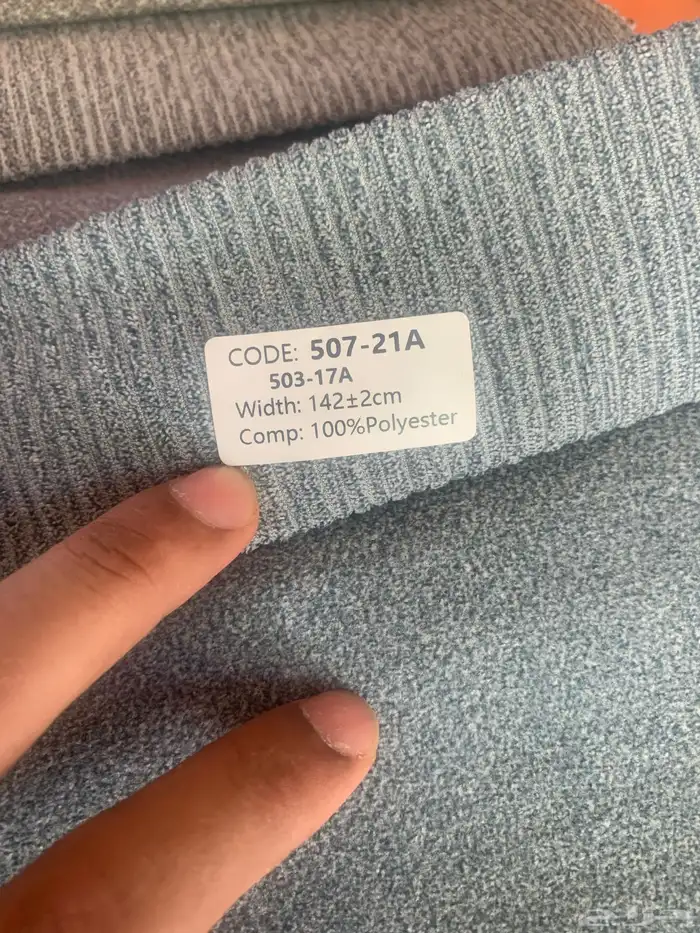 CODE: 507-21A
503-17A
Width: 142±2cm
Comp: 100%Polyester